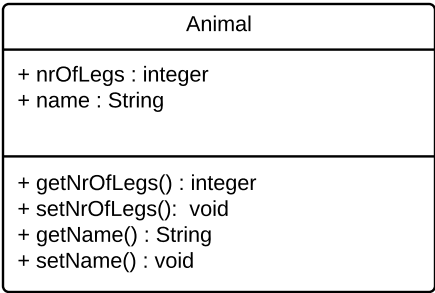 Animal
+ nrOfLegs : integer
+ name : String
+ getNrOfLegs() : integer
+ setNrOfLegs():  void
+ getName() : String
+ setName() : void